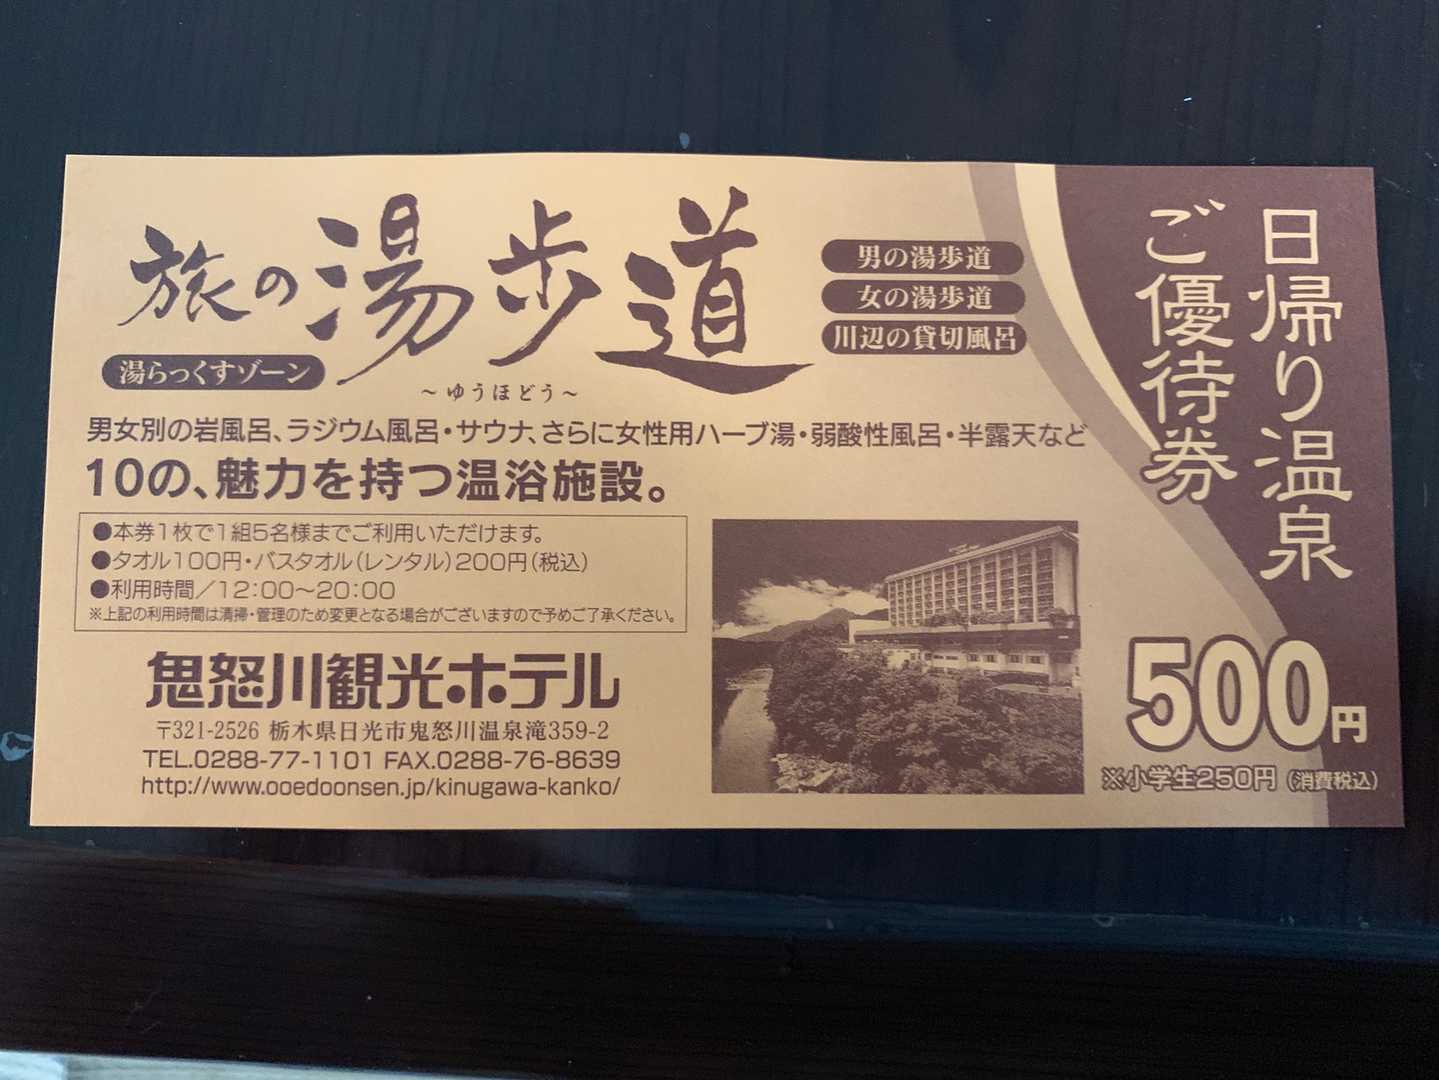 旅の湯歩道
～ゆうほどう～
湯らっくすゾーン
男の湯歩道
女の湯歩道
川辺の貸切風呂
日帰り温泉
ご優待券
男女別の岩風呂、ラジウム風呂・サウナ、さらに女性用ハーブ湯・弱酸性風呂・半露天など
10の、魅力を持つ温浴施設。
●本券1枚で1組5名様までご利用いただけます。
●タオル100円・バスタオル(レンタル)200円(税込)
●利用時間／12:00～20:00
※上記の利用時間は清掃・管理のため変更となる場合がございますので予めご了承ください。
鬼怒川観光ホテル
〒321-2526 栃木県日光市鬼怒川温泉滝359-2
TEL.0288-77-1101 FAX.0288-76-8639
http://www.ooedoonsen.jp/kinugawa-kanko/
500円
※小学生250円(消費税込)